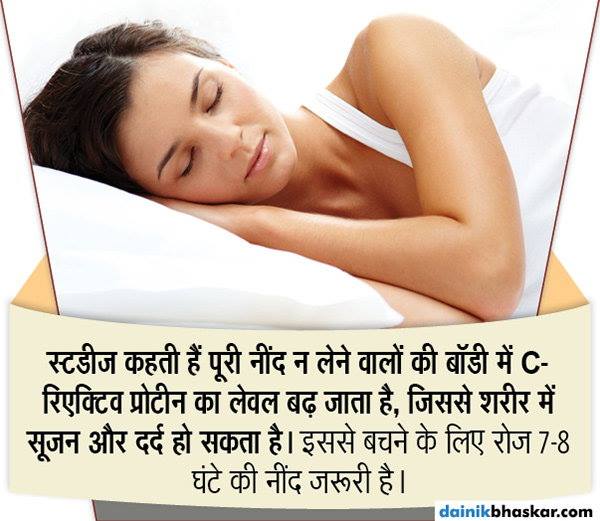 स्टडीज कहती हैं पूरी नींद न लेने वालों की बॉडी में C-
रिएक्टिव प्रोटीन का लेवल बढ़ जाता है, जिससे शरीर में
सूजन और दर्द हो सकता है। इससे बचने के लिए रोज 7-8
घंटे की नींद जरूरी है।
dainikbhaskar.com